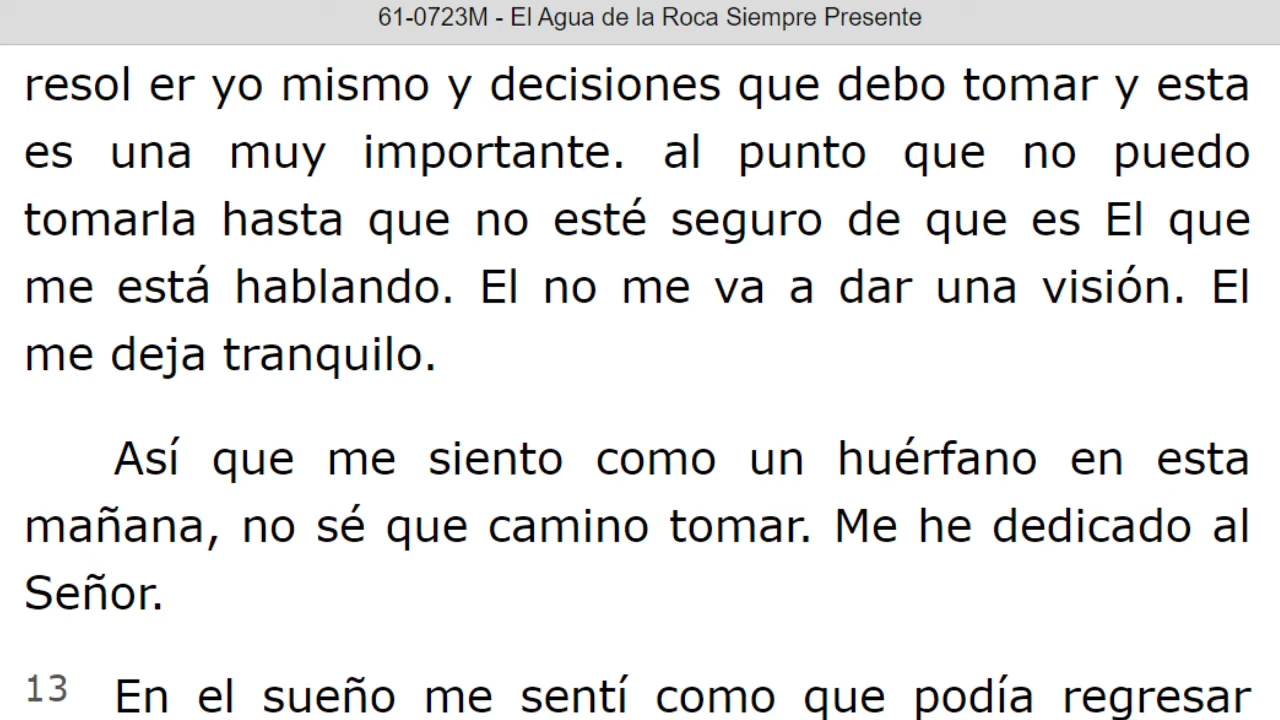 61-0723M - El Agua de la Roca Siempre Presente
resol er yo mismo y decisiones que debo tomar y esta
es una muy importante. al punto que no puedo
tomarla hasta que no esté seguro de que es El que
me está hablando. El no me va a dar una visión. El
me deja tranquilo.
Así que me siento como un huérfano en esta
mañana, no sé que camino tomar. Me he dedicado al
Señor.
13 En el sueño me sentí como que podía regresar